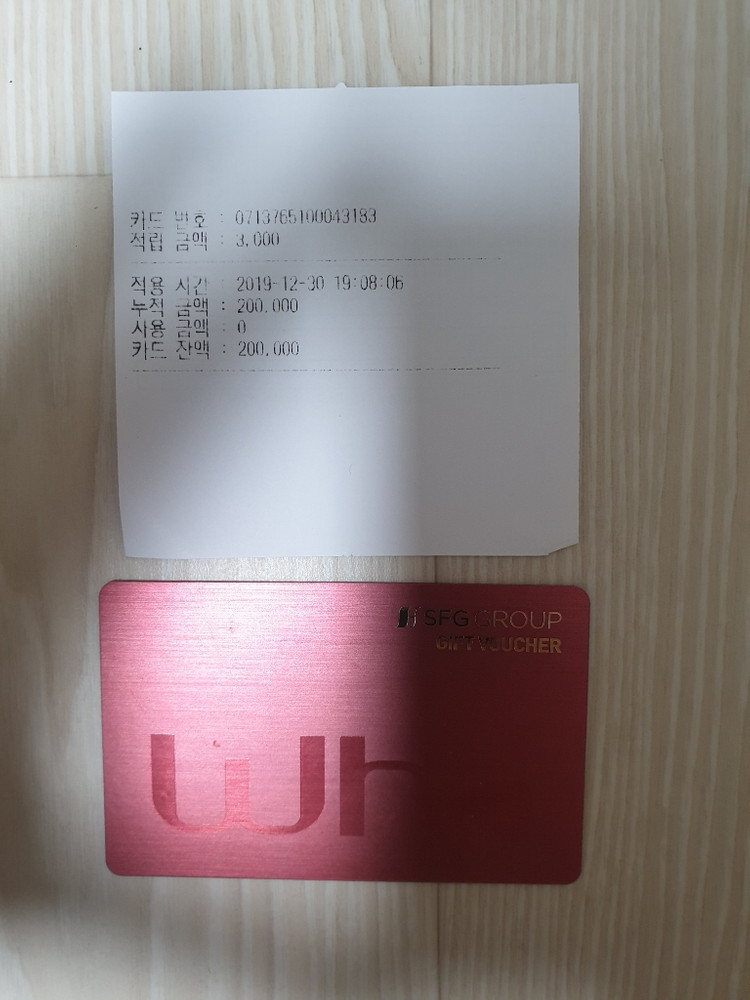 카드 번호 : 0713765100043183
적립 금액 : 3,000
적용 시간 : 2019-12-30 19:08:06
누적 금액 : 200,000
사용 금액 : 0
카드 잔액 : 200,000
SFG GROUP
GIFT VOUCHER
Wh